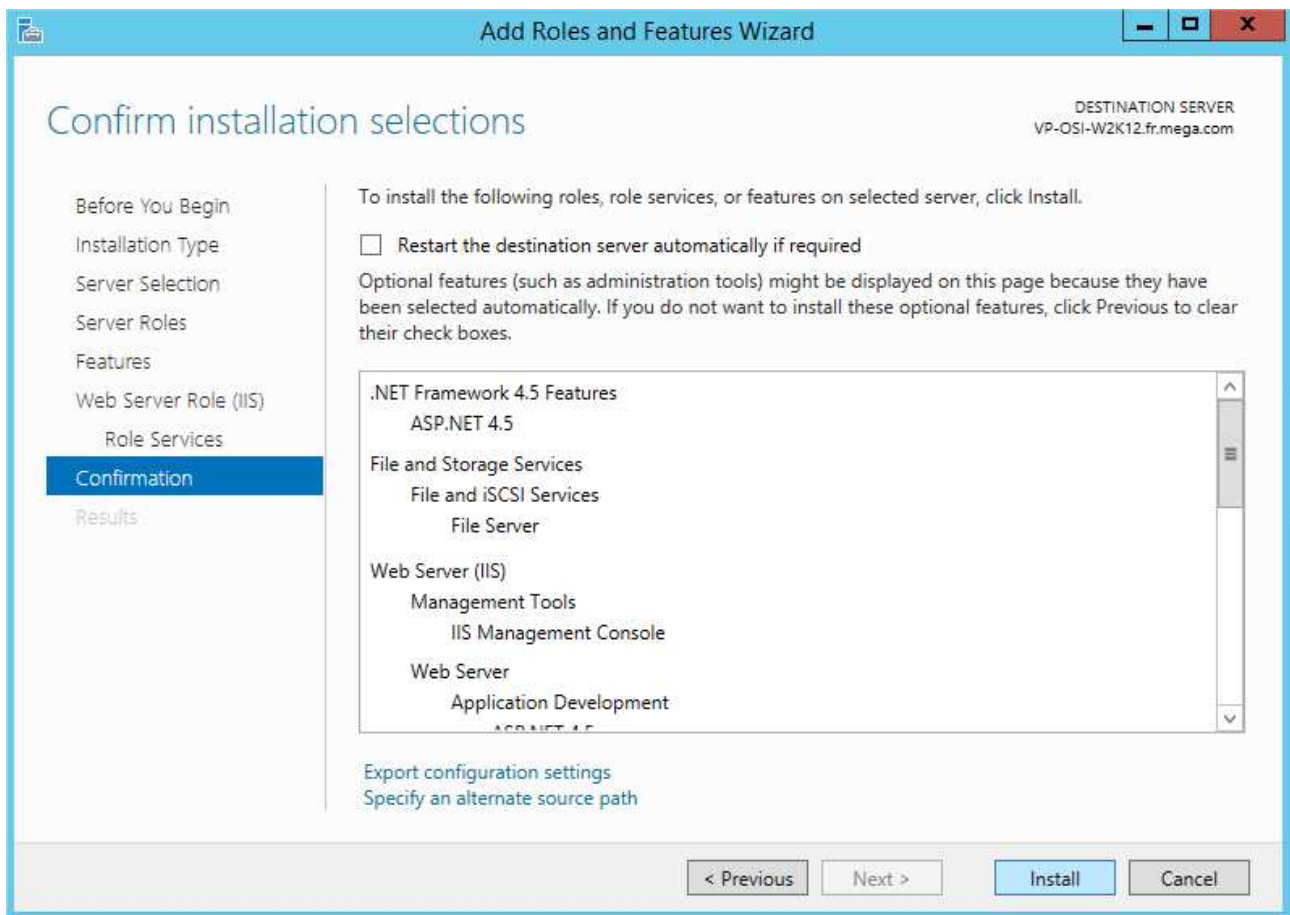 Add Roles and Features Wizard
Confirm installation selections
DESTINATION SERVER
VP-OSI-W2K12.fr.mega.com
Before You Begin
Installation Type
Server Selection
Server Roles
Features
Web Server Role (IIS)
Role Services
Confirmation
Results
To install the following roles, role services, or features on selected server, click Install.
Restart the destination server automatically if required
Optional features (such as administration tools) might be displayed on this page because they have
been selected automatically. If you do not want to install these optional features, click Previous to clear
their check boxes.
.NET Framework 4.5 Features
ASP.NET 4.5
File and Storage Services
File and iSCSI Services
File Server
Web Server (IIS)
Management Tools
IIS Management Console
Web Server
Application Development
ASP.NET 4.5
Export configuration settings
Specify an alternate source path
< Previous
Next >
Install
Cancel